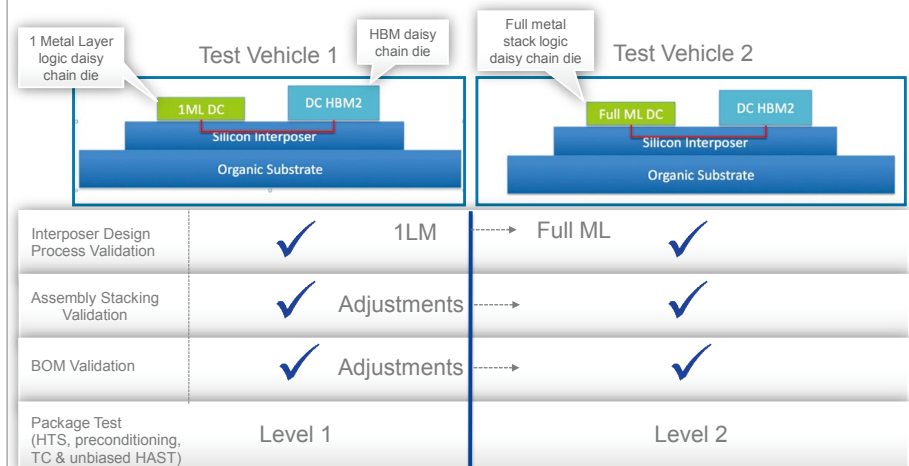 1 Metal Layer
logic daisy
chain die
Test Vehicle 1
HBM daisy
chain die
Full metal
stack logic
daisy chain die
Test Vehicle 2
1ML DC
DC HBM2
Silicon Interposer
Organic Substrate
Full ML DC
DC HBM2
Silicon Interposer
Organic Substrate
Interposer Design
Process Validation
1LM
Full ML
Assembly Stacking
Validation
Adjustments
BOM Validation
Adjustments
Package Test
(HTS, preconditioning,
TC & unbiased HAST)
Level 1
Level 2